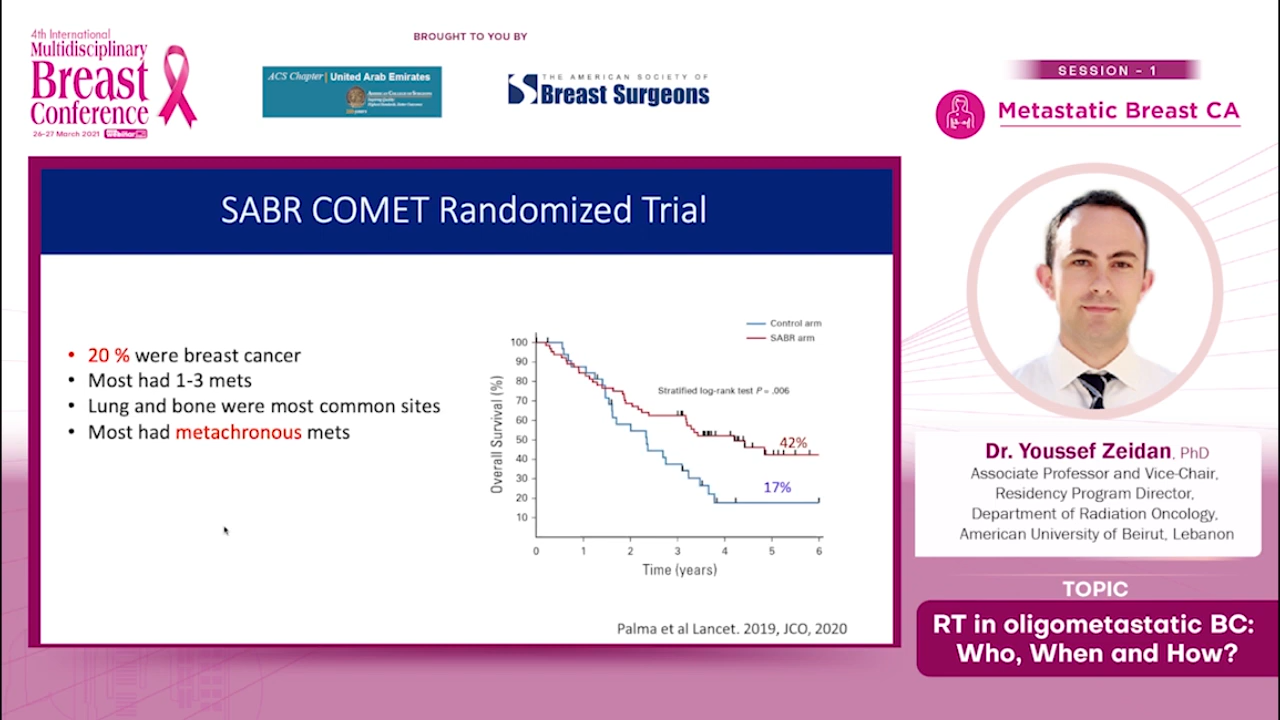 4th International
Multidisciplinary
Breast
Conference
26-27 March 2021
BROUGHT TO YOU BY
ACS Chapter | United Arab Emirates
THE AMERICAN SOCIETY OF
Breast Surgeons
SESSION - 1
Metastatic Breast CA
SABR COMET Randomized Trial
• 20 % were breast cancer
• Most had 1-3 mets
• Lung and bone were most common sites
• Most had metachronous mets
Control arm
SABR arm
Stratified log-rank test P = .006
Overall Survival (%)
100
90
80
70
60
50
40
30
20
10
42%
17%
0 1 2 3 4 5 6
Time (years)
Palma et al Lancet. 2019, JCO, 2020
Dr. Youssef Zeidan, PhD
Associate Professor and Vice-Chair,
Residency Program Director,
Department of Radiation Oncology,
American University of Beirut, Lebanon
TOPIC
RT in oligometastatic BC:
Who, When and How?